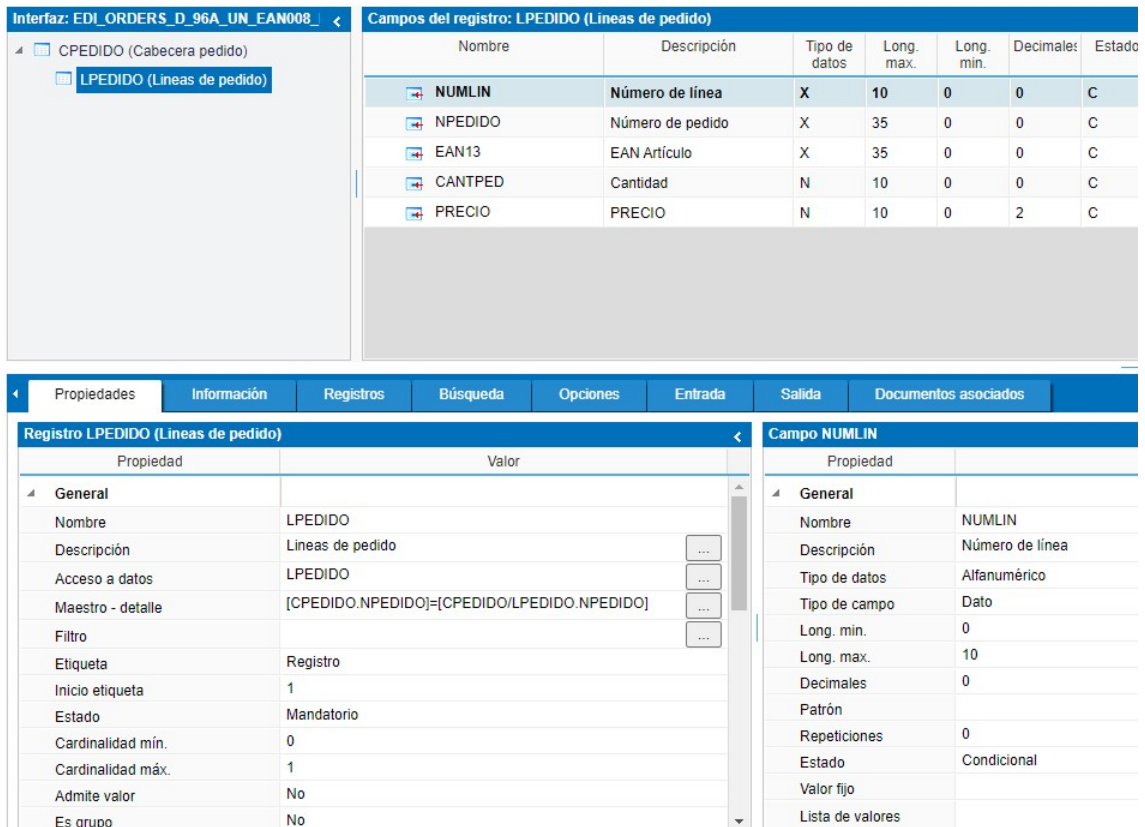 Interfaz: EDI_ORDERS_D_96A_UN_EAN008_
CPEDIDO (Cabecera pedido)
LPEDIDO (Lineas de pedido)
Campos del registro: LPEDIDO (Lineas de pedido)
Nombre Descripción Tipo de datos Long. max. Long. min. Decimales Estado
NUMLIN Número de línea X 10 0 0 C
NPEDIDO Número de pedido X 35 0 0 C
EAN13 EAN Artículo X 35 0 0 C
CANTPED Cantidad N 10 0 0 C
PRECIO PRECIO N 10 0 2 C
Propiedades Información Registros Búsqueda Opciones Entrada Salida Documentos asociados
Registro LPEDIDO (Lineas de pedido)
Propiedad Valor
General
Nombre LPEDIDO
Descripción Lineas de pedido ...
Acceso a datos LPEDIDO ...
Maestro - detalle [CPEDIDO.NPEDIDO]=[CPEDIDO/LPEDIDO.NPEDIDO] ...
Filtro ...
Etiqueta Registro
Inicio etiqueta 1
Estado Mandatorio
Cardinalidad mín. 0
Cardinalidad máx. 1
Admite valor No
Es grupo No
Campo NUMLIN
Propiedad
General
Nombre NUMLIN
Descripción Número de línea
Tipo de datos Alfanumérico
Tipo de campo Dato
Long. min. 0
Long. max. 10
Decimales 0
Patrón
Repeticiones 0
Estado Condicional
Valor fijo
Lista de valores